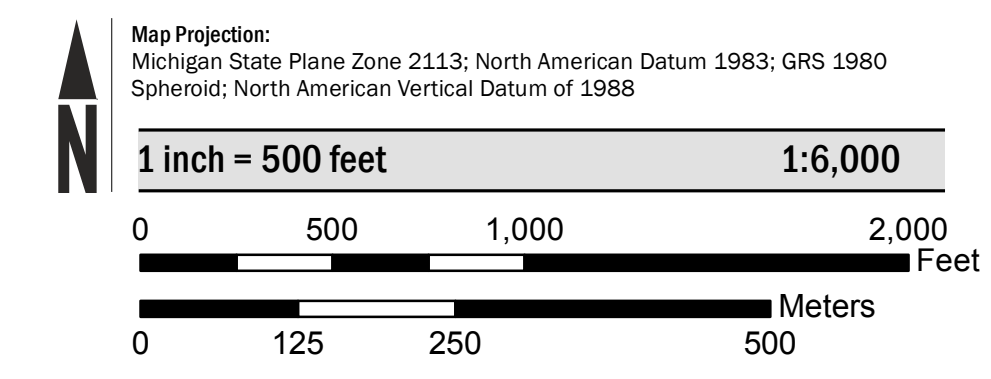 Map Projection:
Michigan State Plane Zone 2113; North American Datum 1983; GRS 1980
Spheroid; North American Vertical Datum of 1988
N
1 inch = 500 feet 1:6,000
0 500 1,000 2,000
Feet
Meters
0 125 250 500